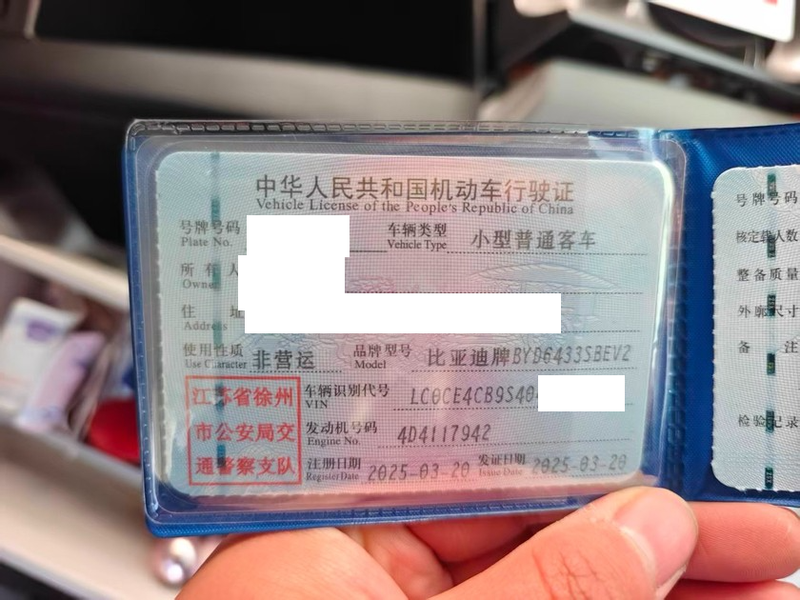 中华人民共和国机动车行驶证
Vehicle License of the People's Republic of China
号牌号码
Plate No.
车辆类型 小型普通客车
Vehicle Type
所有人
Owner
住址
Address
使用性质 非营运 品牌型号 比亚迪牌BYD6433SBEV2
Use Character Model
江苏省徐州
市公安局交
通警察支队
车辆识别代号 LC0CE4CB9S404
VIN
发动机号码 4D4117942
Engine No.
注册日期 2025-03-20 发证日期 2025-03-20
Register Date Issue Date
号牌号码
核定载人数
整备质量
外廓尺寸
备注
检验记录